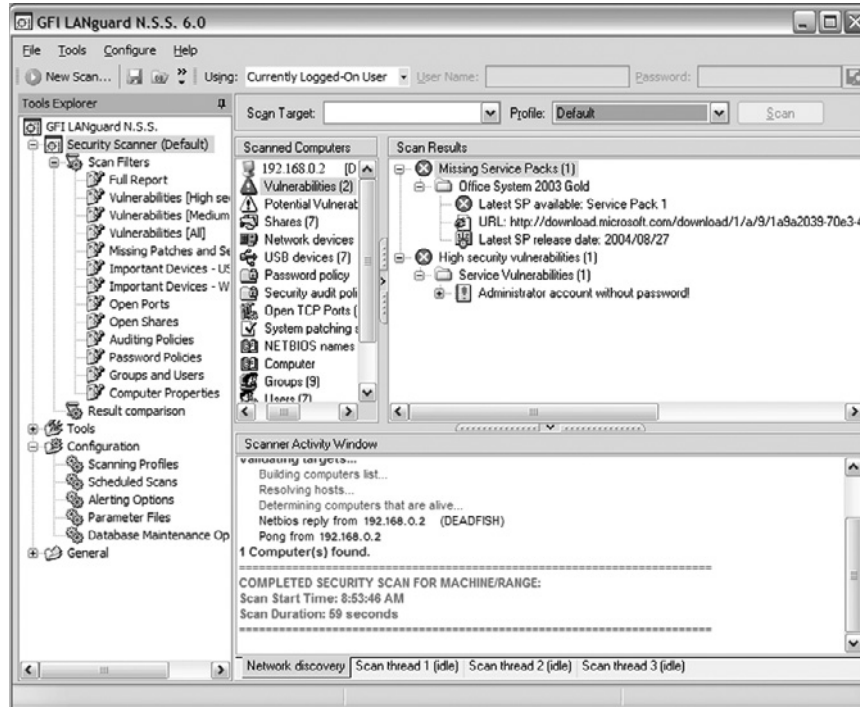 GFI LANguard N.S.S. 6.0
File Tools Configure Help
New Scan... Using: Currently Logged-On User User Name: Password:
Tools Explorer
GFI LANguard N.S.S.
Security Scanner (Default)
Scan Filters
Full Report
Vulnerabilities [High se
Vulnerabilities [Medium
Vulnerabilities [All]
Missing Patches and Se
Important Devices - US
Important Devices - W
Open Ports
Open Shares
Auditing Policies
Password Policies
Groups and Users
Computer Properties
Result comparison
Tools
Configuration
Scanning Profiles
Scheduled Scans
Alerting Options
Parameter Files
Database Maintenance Op
General
Scan Target: Profile: Default Scan
Scanned Computers
192.168.0.2 [D
Vulnerabilities (2)
Potential Vulnerat
Shares (7)
Network devices
USB devices (7)
Password policy
Security audit poli
Open TCP Ports (
System patching s
NETBIOS names
Computer
Groups (9)
Users (7)
Scan Results
Missing Service Packs (1)
Office System 2003 Gold
Latest SP available: Service Pack 1
URL: http://download.microsoft.com/download/1/a/9/1a9a2039-70e3-4
Latest SP release date: 2004/08/27
High security vulnerabilities (1)
Service Vulnerabilities (1)
Administrator account without password!
Scanner Activity Window
Validating targets...
Building computers list...
Resolving hosts...
Determining computers that are alive...
Netbios reply from 192.168.0.2 (DEADFISH)
Pong from 192.168.0.2
1 Computer(s) found.
COMPLETED SECURITY SCAN FOR MACHINE/RANGE:
Scan Start Time: 8:53:46 AM
Scan Duration: 59 seconds
Network discovery Scan thread 1 (idle) Scan thread 2 (idle) Scan thread 3 (idle)